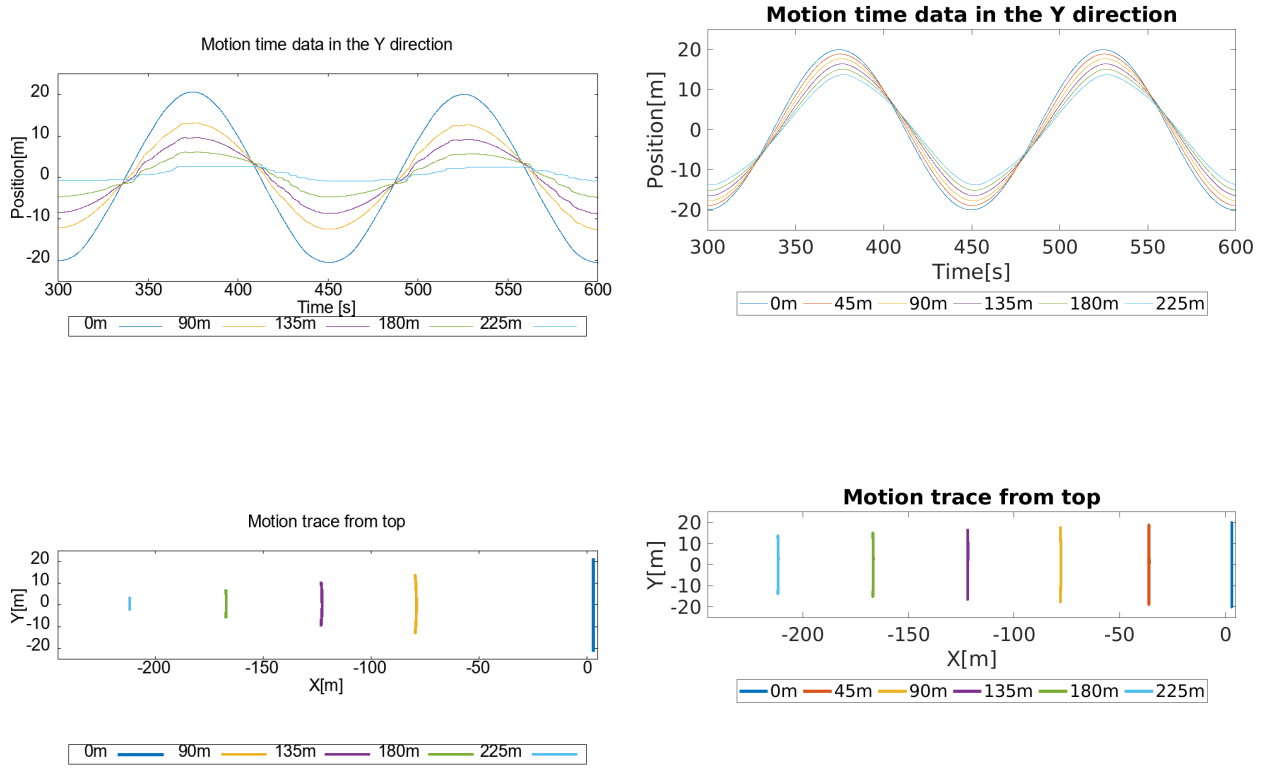 Motion time data in the Y direction
20
10
0
-10
-20
Position[m]
300 350 400 450 500 550 600
Time [s]
0m 90m 135m 180m 225m
Motion time data in the Y direction
20
10
0
-10
-20
Position[m]
300 350 400 450 500 550 600
Time[s]
0m 45m 90m 135m 180m 225m
Motion trace from top
20
10
0
-10
-20
Y[m]
-200 -150 -100 -50 0
X[m]
0m 90m 135m 180m 225m
Motion trace from top
20
10
0
-10
-20
Y[m]
-200 -150 -100 -50 0
X[m]
0m 45m 90m 135m 180m 225m